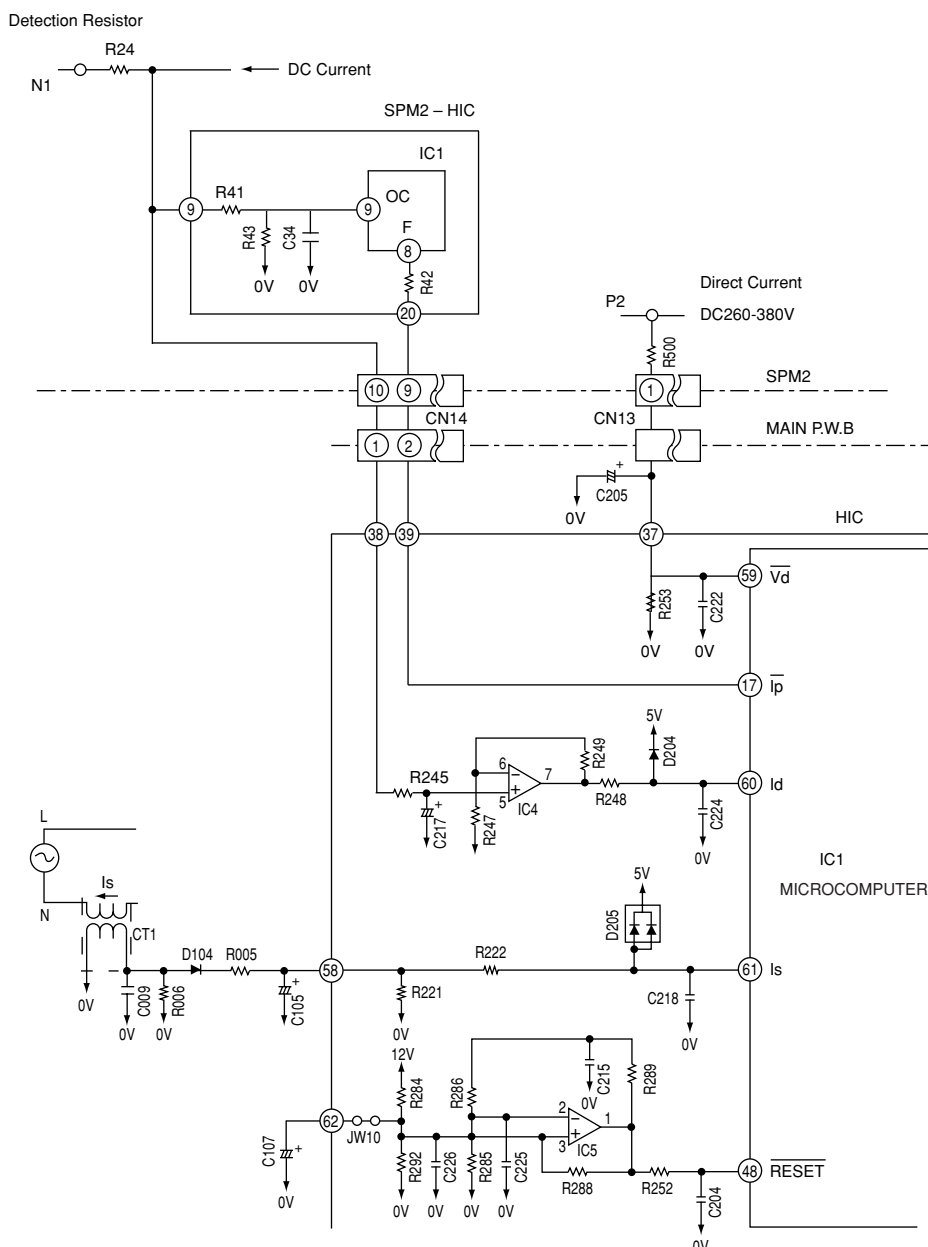 Detection Resistor
R24
N1
DC Current
SPM2 – HIC
IC1
9
R41
9
OC
R43
C34
F
8
0V
0V
R42
20
Direct Current
P2
DC260-380V
R500
10
9
1
SPM2
CN14
CN13
1
2
MAIN P.W.B
+
C205
0V
HIC
38
39
37
59
Vd
R253
C222
0V
0V
17
Ip
5V
D204
R249
R245
6
–
7
+
5
IC4
R248
60
Id
+
C217
R247
C224
0V
L
N
Is
CT1
IC1
MICROCOMPUTER
5V
D205
D104
R005
58
R222
61
Is
0V
C009
R006
+
C105
R221
C218
0V
0V
0V
0V
12V
R284
R286
C215
0V
R289
62
JW10
2
–
1
+
3
IC5
C107
+
R292
C226
R285
C225
R288
R252
48
RESET
C204
0V
0V
0V
0V
0V
0V